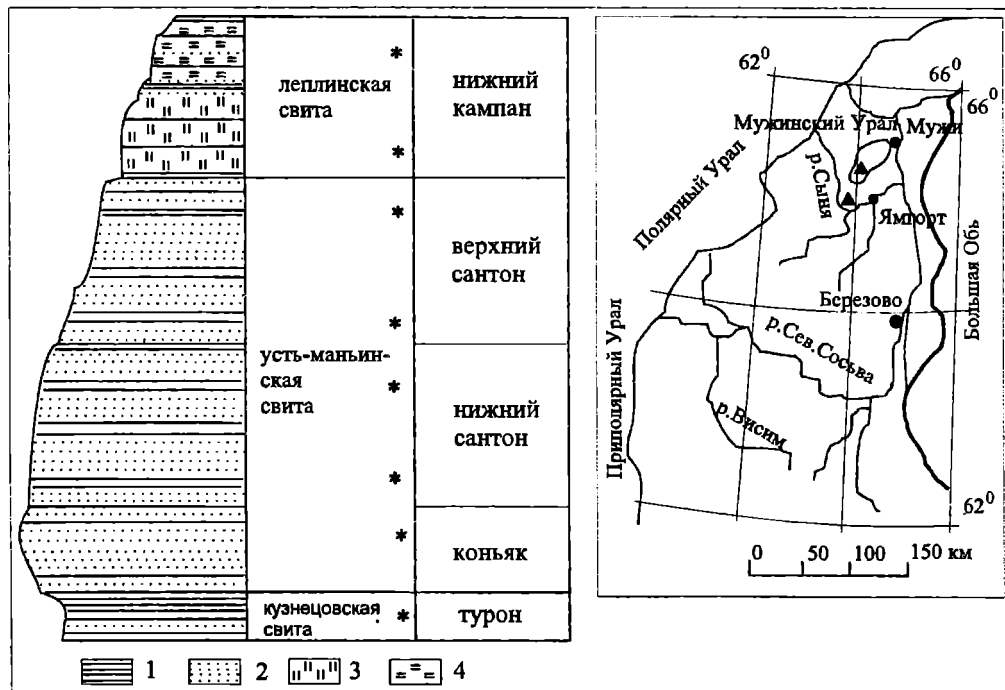 леплинская
свита
*
*
нижний
кампан
усть-маньин-
ская
свита
*
*
*
*
*
верхний
сантон
нижний
сантон
коньяк
кузнецовская
свита
*
турон
1
2
3
4
62⁰
66⁰
66⁰
Мужинский Урал
Мужи
Полярный Урал
р.Сыня
Ямгорт
Большая Обь
Березово
р.Сев.Сосьва
Приполярный Урал
р.Висим
62⁰
0 50 100 150 км